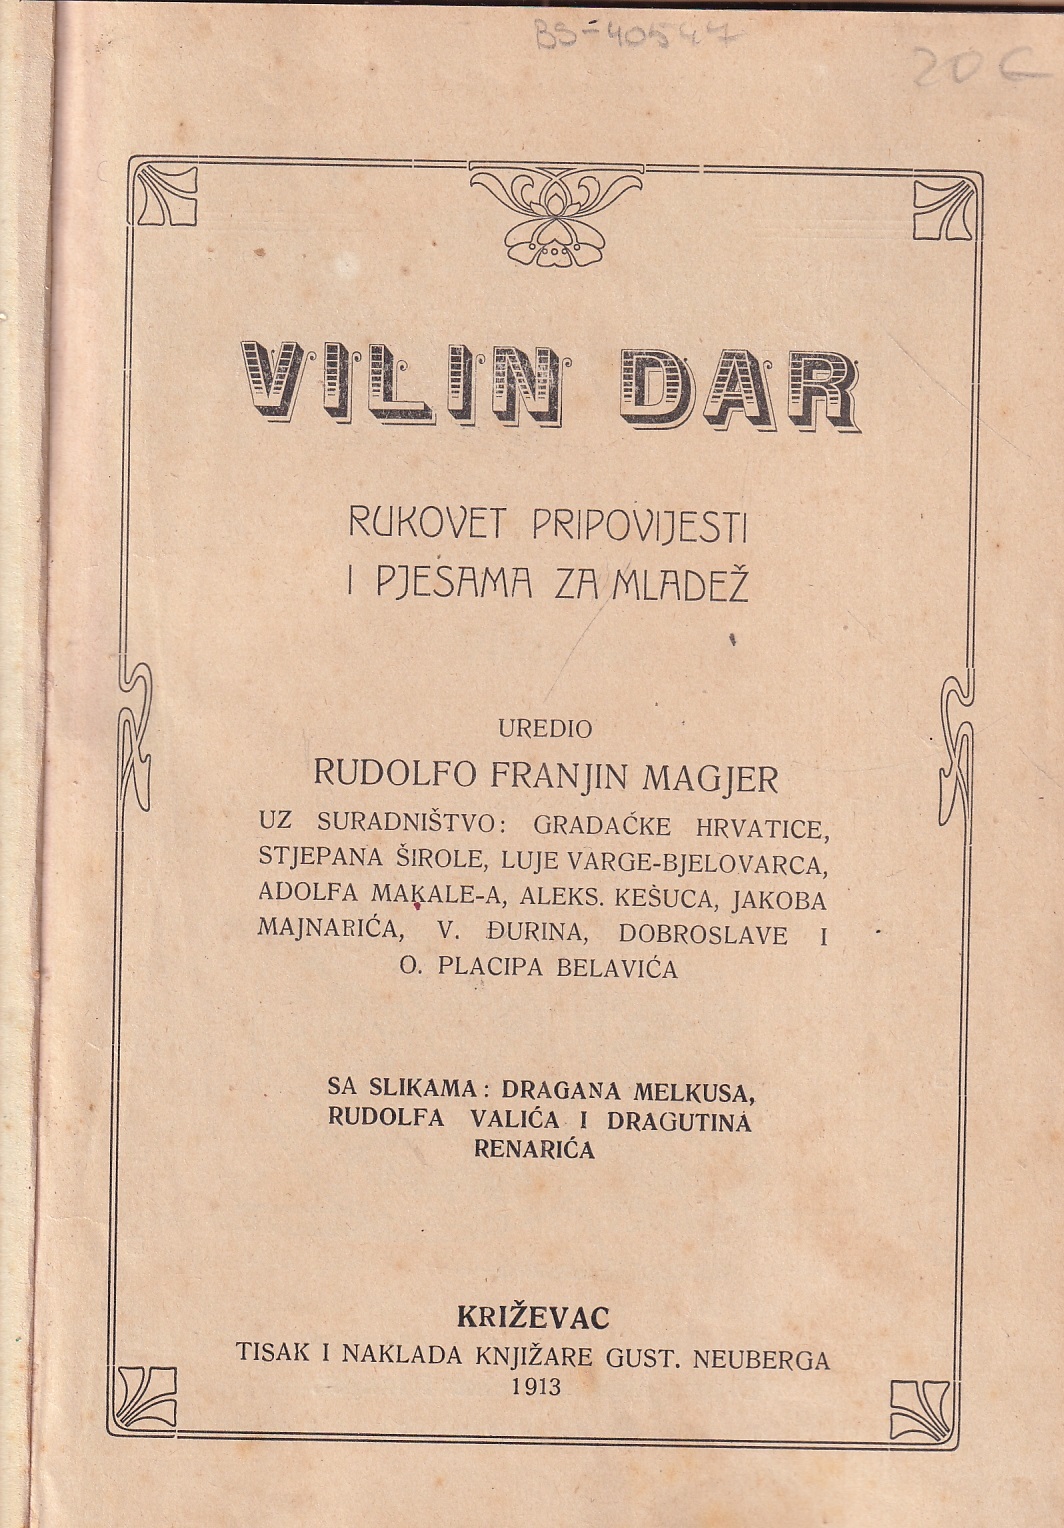 BS-40547
20 €
VILIN DAR
RUKOVET PRIPOVIJESTI
I PJESAMA ZA MLADEŽ
UREDIO
RUDOLFO FRANJIN MAGJER
UZ SURADNIŠTVO: GRADAĆKE HRVATICE,
STJEPANA ŠIROLE, LUJE VARGE-BJELOVARCA,
ADOLFA MAKALE-A, ALEKS. KEŠUCA, JAKOBA
MAJNARIĆA, V. ĐURINA, DOBROSLAVE I
O. PLACIPA BELAVIĆA
SA SLIKAMA: DRAGANA MELKUSA,
RUDOLFA VALIĆA I DRAGUTINA
RENARIĆA
KRIŽEVAC
TISAK I NAKLADA KNJIŽARE GUST. NEUBERGA
1913